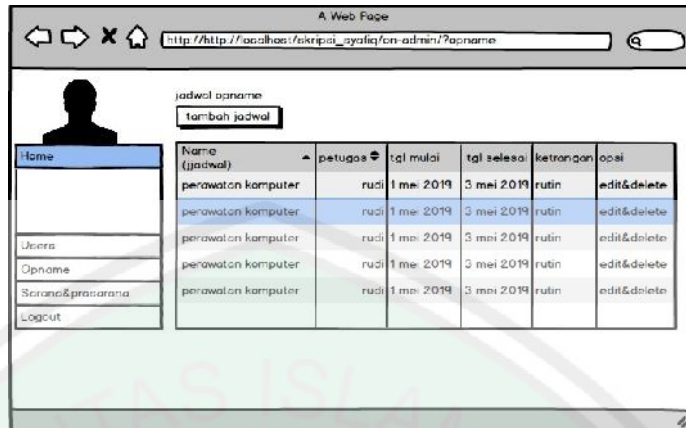 A Web Page
http://http://localhost/skripsi_syafiq/on-admin/?opname
jadwal opname
tambah jadwal
Home
Users
Opname
Sarana&prasarana
Logout
Name (jjadwal) petugas tgl mulai tgl selesai ketrangan opsi
perawatan komputer rudi 1 mei 2019 3 mei 2019 rutin edit&delete
perawatan komputer rudi 1 mei 2019 3 mei 2019 rutin edit&delete
perawatan komputer rudi 1 mei 2019 3 mei 2019 rutin edit&delete
perawatan komputer rudi 1 mei 2019 3 mei 2019 rutin edit&delete
perawatan komputer rudi 1 mei 2019 3 mei 2019 rutin edit&delete
ITAS ISLA